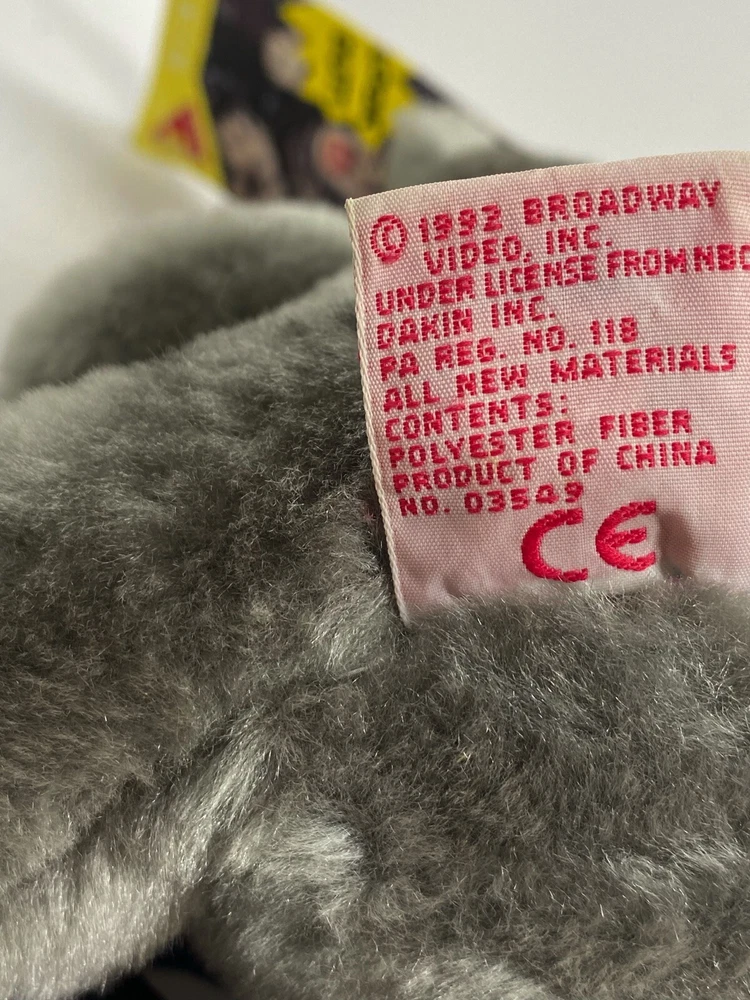 © 1992 BROADWAY
VIDEO, INC.
UNDER LICENSE FROM NBC
DAKIN INC.
PA REG. NO. 118
ALL NEW MATERIALS
CONTENTS:
POLYESTER FIBER
PRODUCT OF CHINA
NO. 03549
CE